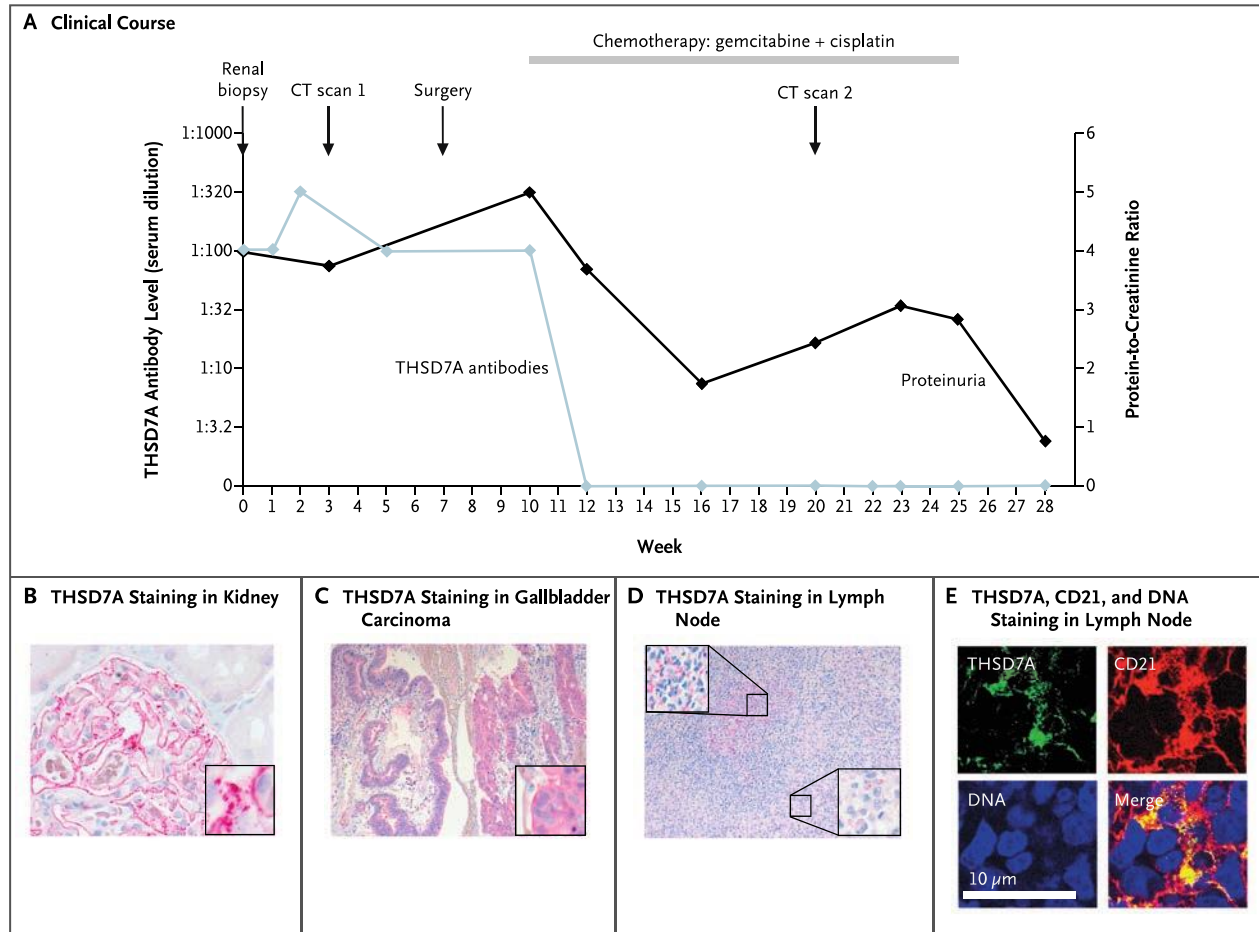 A Clinical Course
Chemotherapy: gemcitabine + cisplatin
Renal
biopsy
CT scan 1
Surgery
CT scan 2
THSD7A Antibody Level (serum dilution)
1:1000
1:320
1:100
1:32
1:10
1:3.2
0
THSD7A antibodies
Proteinuria
6
5
4
3
2
1
0
Protein-to-Creatinine Ratio
0 1 2 3 4 5 6 7 8 9 10 11 12 13 14 15 16 17 18 19 20 21 22 23 24 25 26 27 28
Week
B THSD7A Staining in Kidney
C THSD7A Staining in Gallbladder
Carcinoma
D THSD7A Staining in Lymph
Node
E THSD7A, CD21, and DNA
Staining in Lymph Node
THSD7A
CD21
DNA
Merge
10 µm